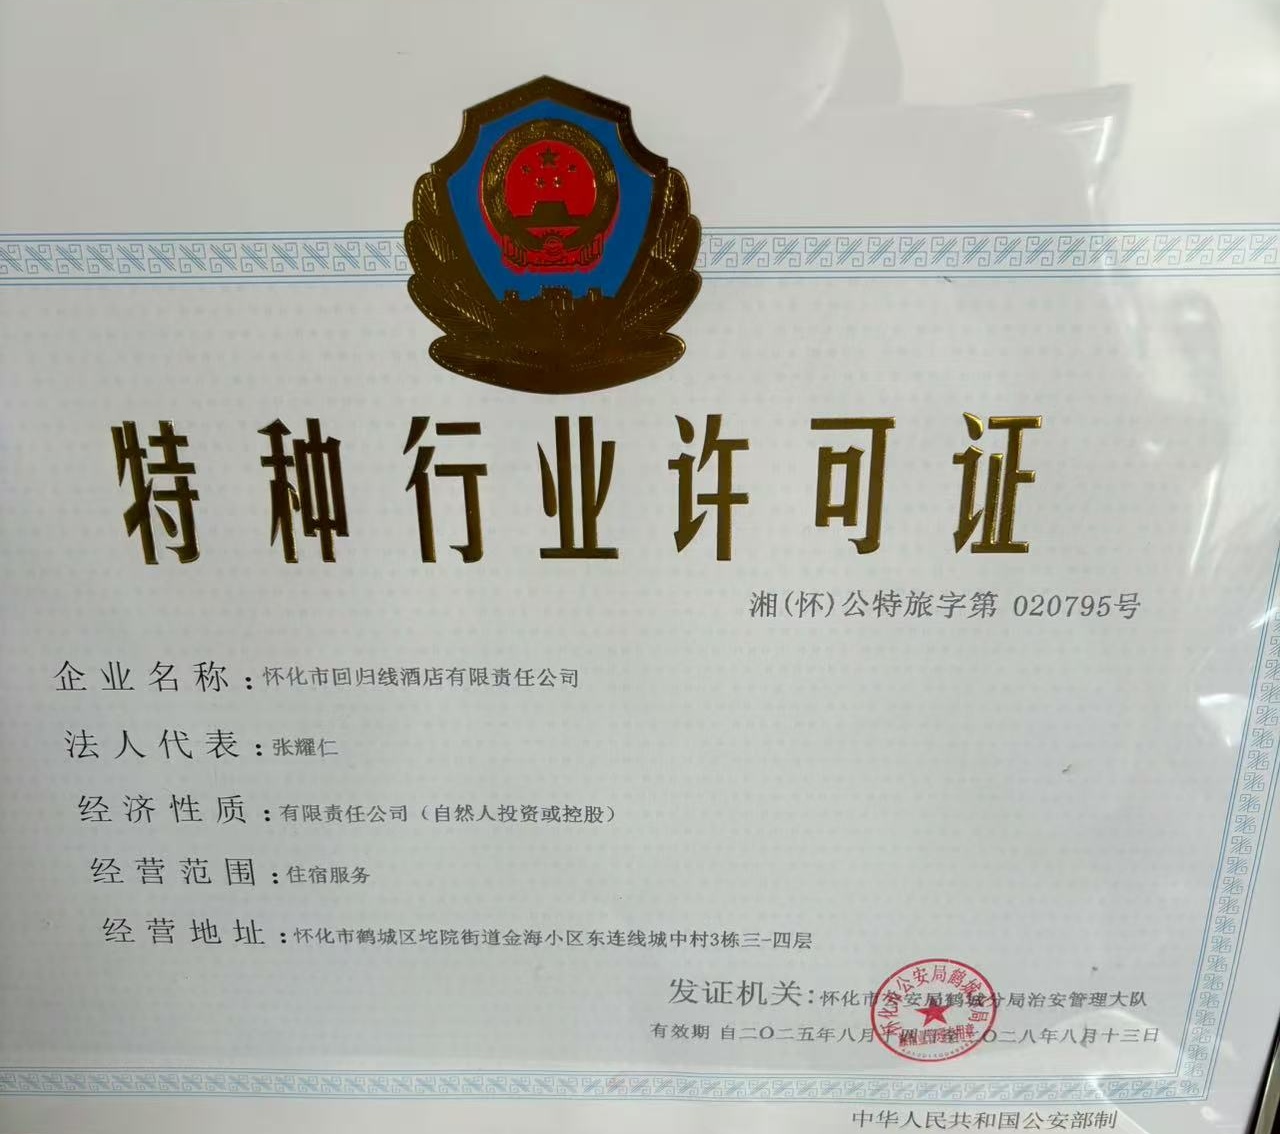 特种行业许可证
湘(怀)公特旅字第 020795号
企业名称：怀化市回归线酒店有限责任公司
法人代表：张耀仁
经济性质：有限责任公司（自然人投资或控股）
经营范围：住宿服务
经营地址：怀化市鹤城区坨院街道金海小区东连线城中村3栋三-四层
发证机关：怀化市公安局鹤城分局治安管理大队
有效期 自二〇二五年八月十四日至二〇二八年八月十三日
中华人民共和国公安部制